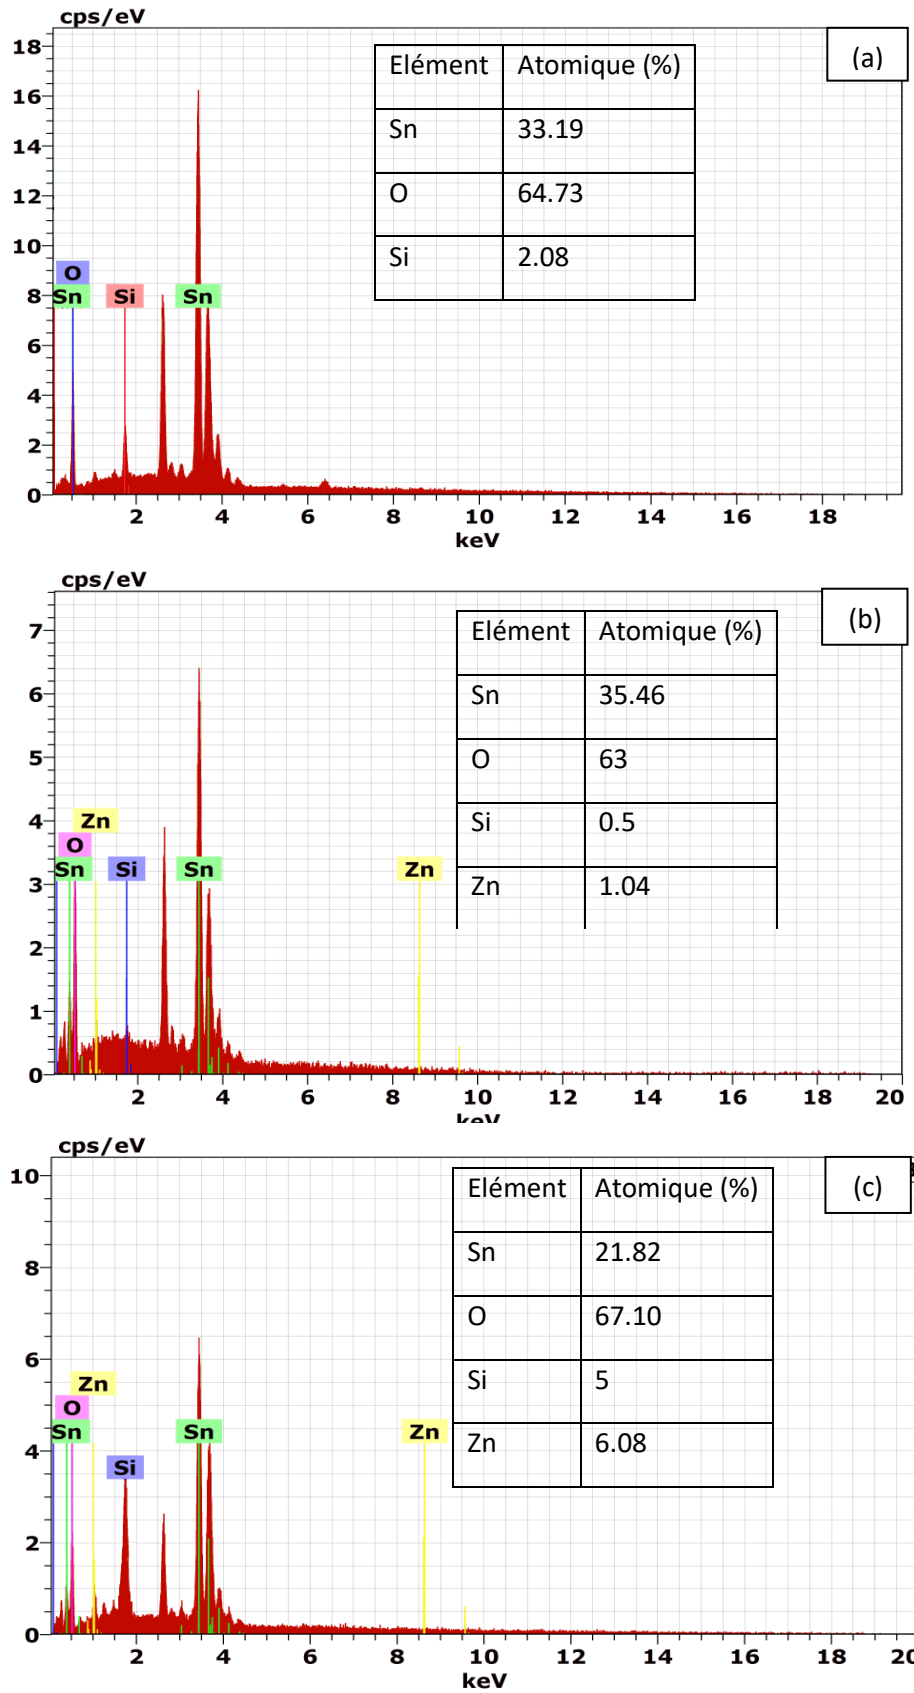 cps/eV
(a)
Elément Atomique (%)
Sn 33.19
O 64.73
Si 2.08
18
16
14
12
10
8
6
4
2
0
O
Sn Si Sn
2 4 6 8 10 12 14 16 18
keV
cps/eV
(b)
Elément Atomique (%)
Sn 35.46
O 63
Si 0.5
Zn 1.04
7
6
5
4
3
2
1
0
Zn
O
Sn Si Sn Zn
2 4 6 8 10 12 14 16 18 20
keV
cps/eV
(c)
Elément Atomique (%)
Sn 21.82
O 67.10
Si 5
Zn 6.08
10
8
6
4
2
0
Zn
O
Sn Sn Zn
Si
2 4 6 8 10 12 14 16 18 20
keV